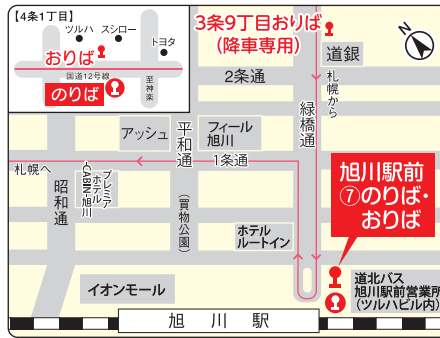 【4条1丁目】
ツルハ スシロー
トヨタ
おりば
国道12号線
のりば
至神楽
3条9丁目おりば
(降車専用)
道銀
N
2条通
札幌から
緑橋通
アッシュ
平和通
フィール
旭川
1条通
札幌へ
昭和通
プレミア
ホテル
-CABIN-旭川
(買物公園)
旭川駅前
⑦のりば・
おりば
ホテル
ルートイン
イオンモール
道北バス
旭川駅前営業所
(ツルハビル内)
旭川駅